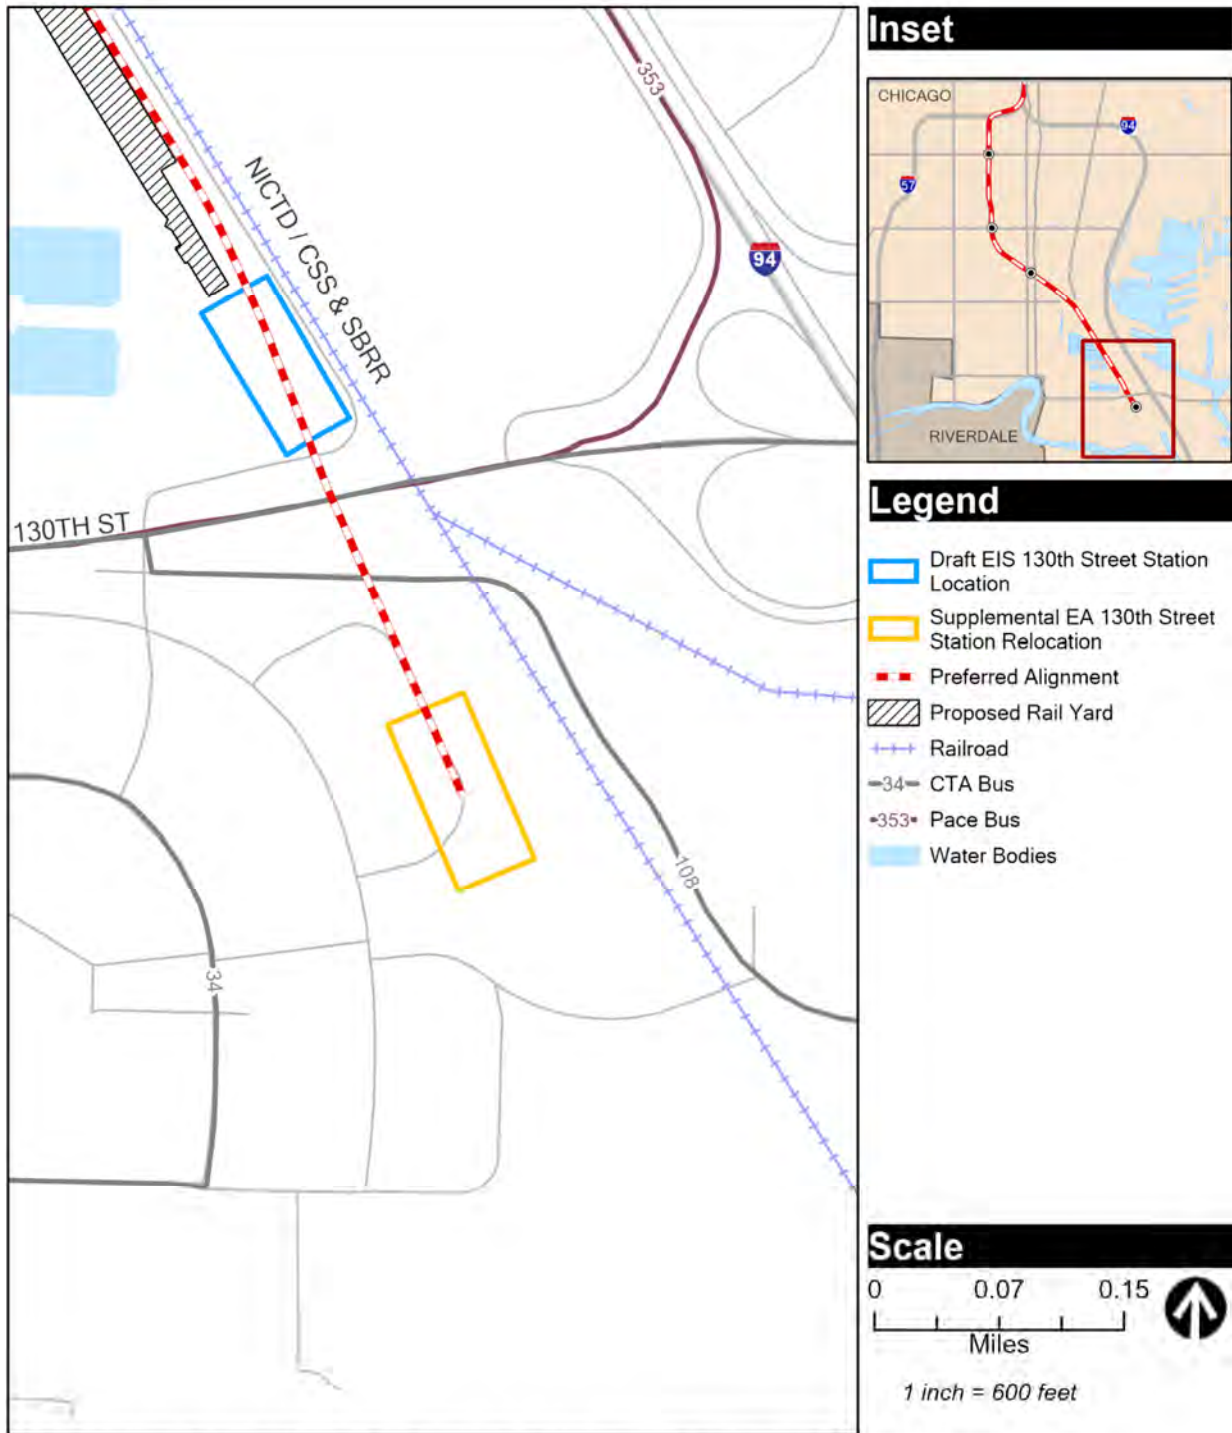 353
NICTD / CSS & SBRR
94
130TH ST
108
34
Inset
CHICAGO
94
57
RIVERDALE
Legend
Draft EIS 130th Street Station
Location
Supplemental EA 130th Street
Station Relocation
Preferred Alignment
Proposed Rail Yard
Railroad
34 CTA Bus
353 Pace Bus
Water Bodies
Scale
0 0.07 0.15
Miles
1 inch = 600 feet